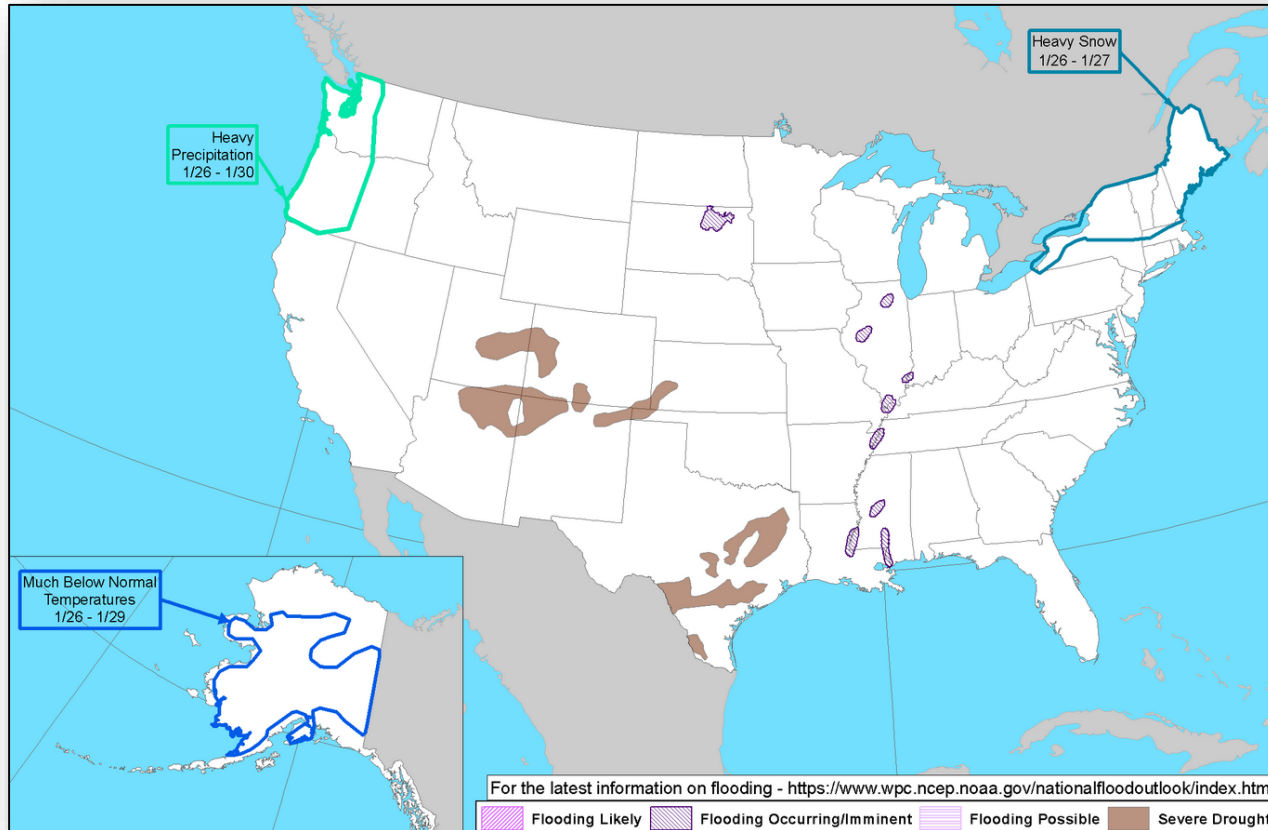 Heavy Snow
1/26 - 1/27
Heavy
Precipitation
1/26 - 1/30
Much Below Normal
Temperatures
1/26 - 1/29
For the latest information on flooding - https://www.wpc.ncep.noaa.gov/nationalfloodoutlook/index.htm
Flooding Likely Flooding Occurring/Imminent Flooding Possible Severe Drought